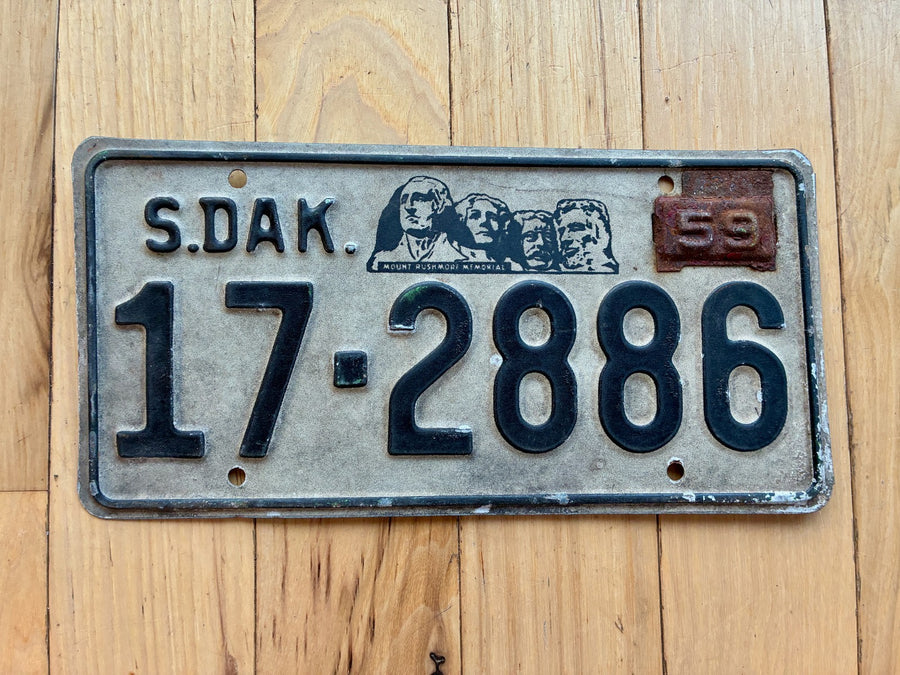 S.DAK.
MOUNT RUSHMORE MEMORIAL
59
17-2886